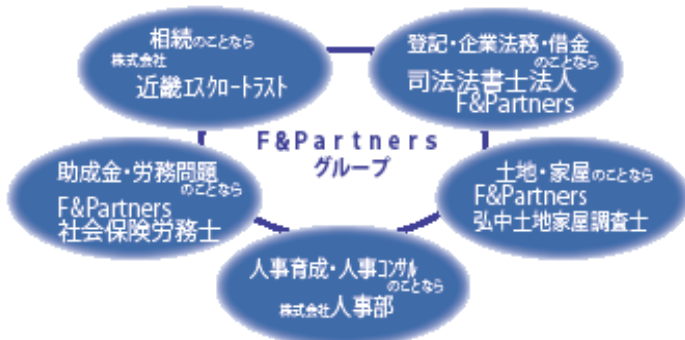 相続のことなら
株式会社
近畿エスクロートラスト
登記・企業法務・借金
のことなら
司法法書士法人
F&Partners
F&Partners
グループ
助成金・労務問題
のことなら
F&Partners
社会保険労務士
土地・家屋のことなら
F&Partners
弘中土地家屋調査士
人事育成・人事コンサル
のことなら
株式会社人事部